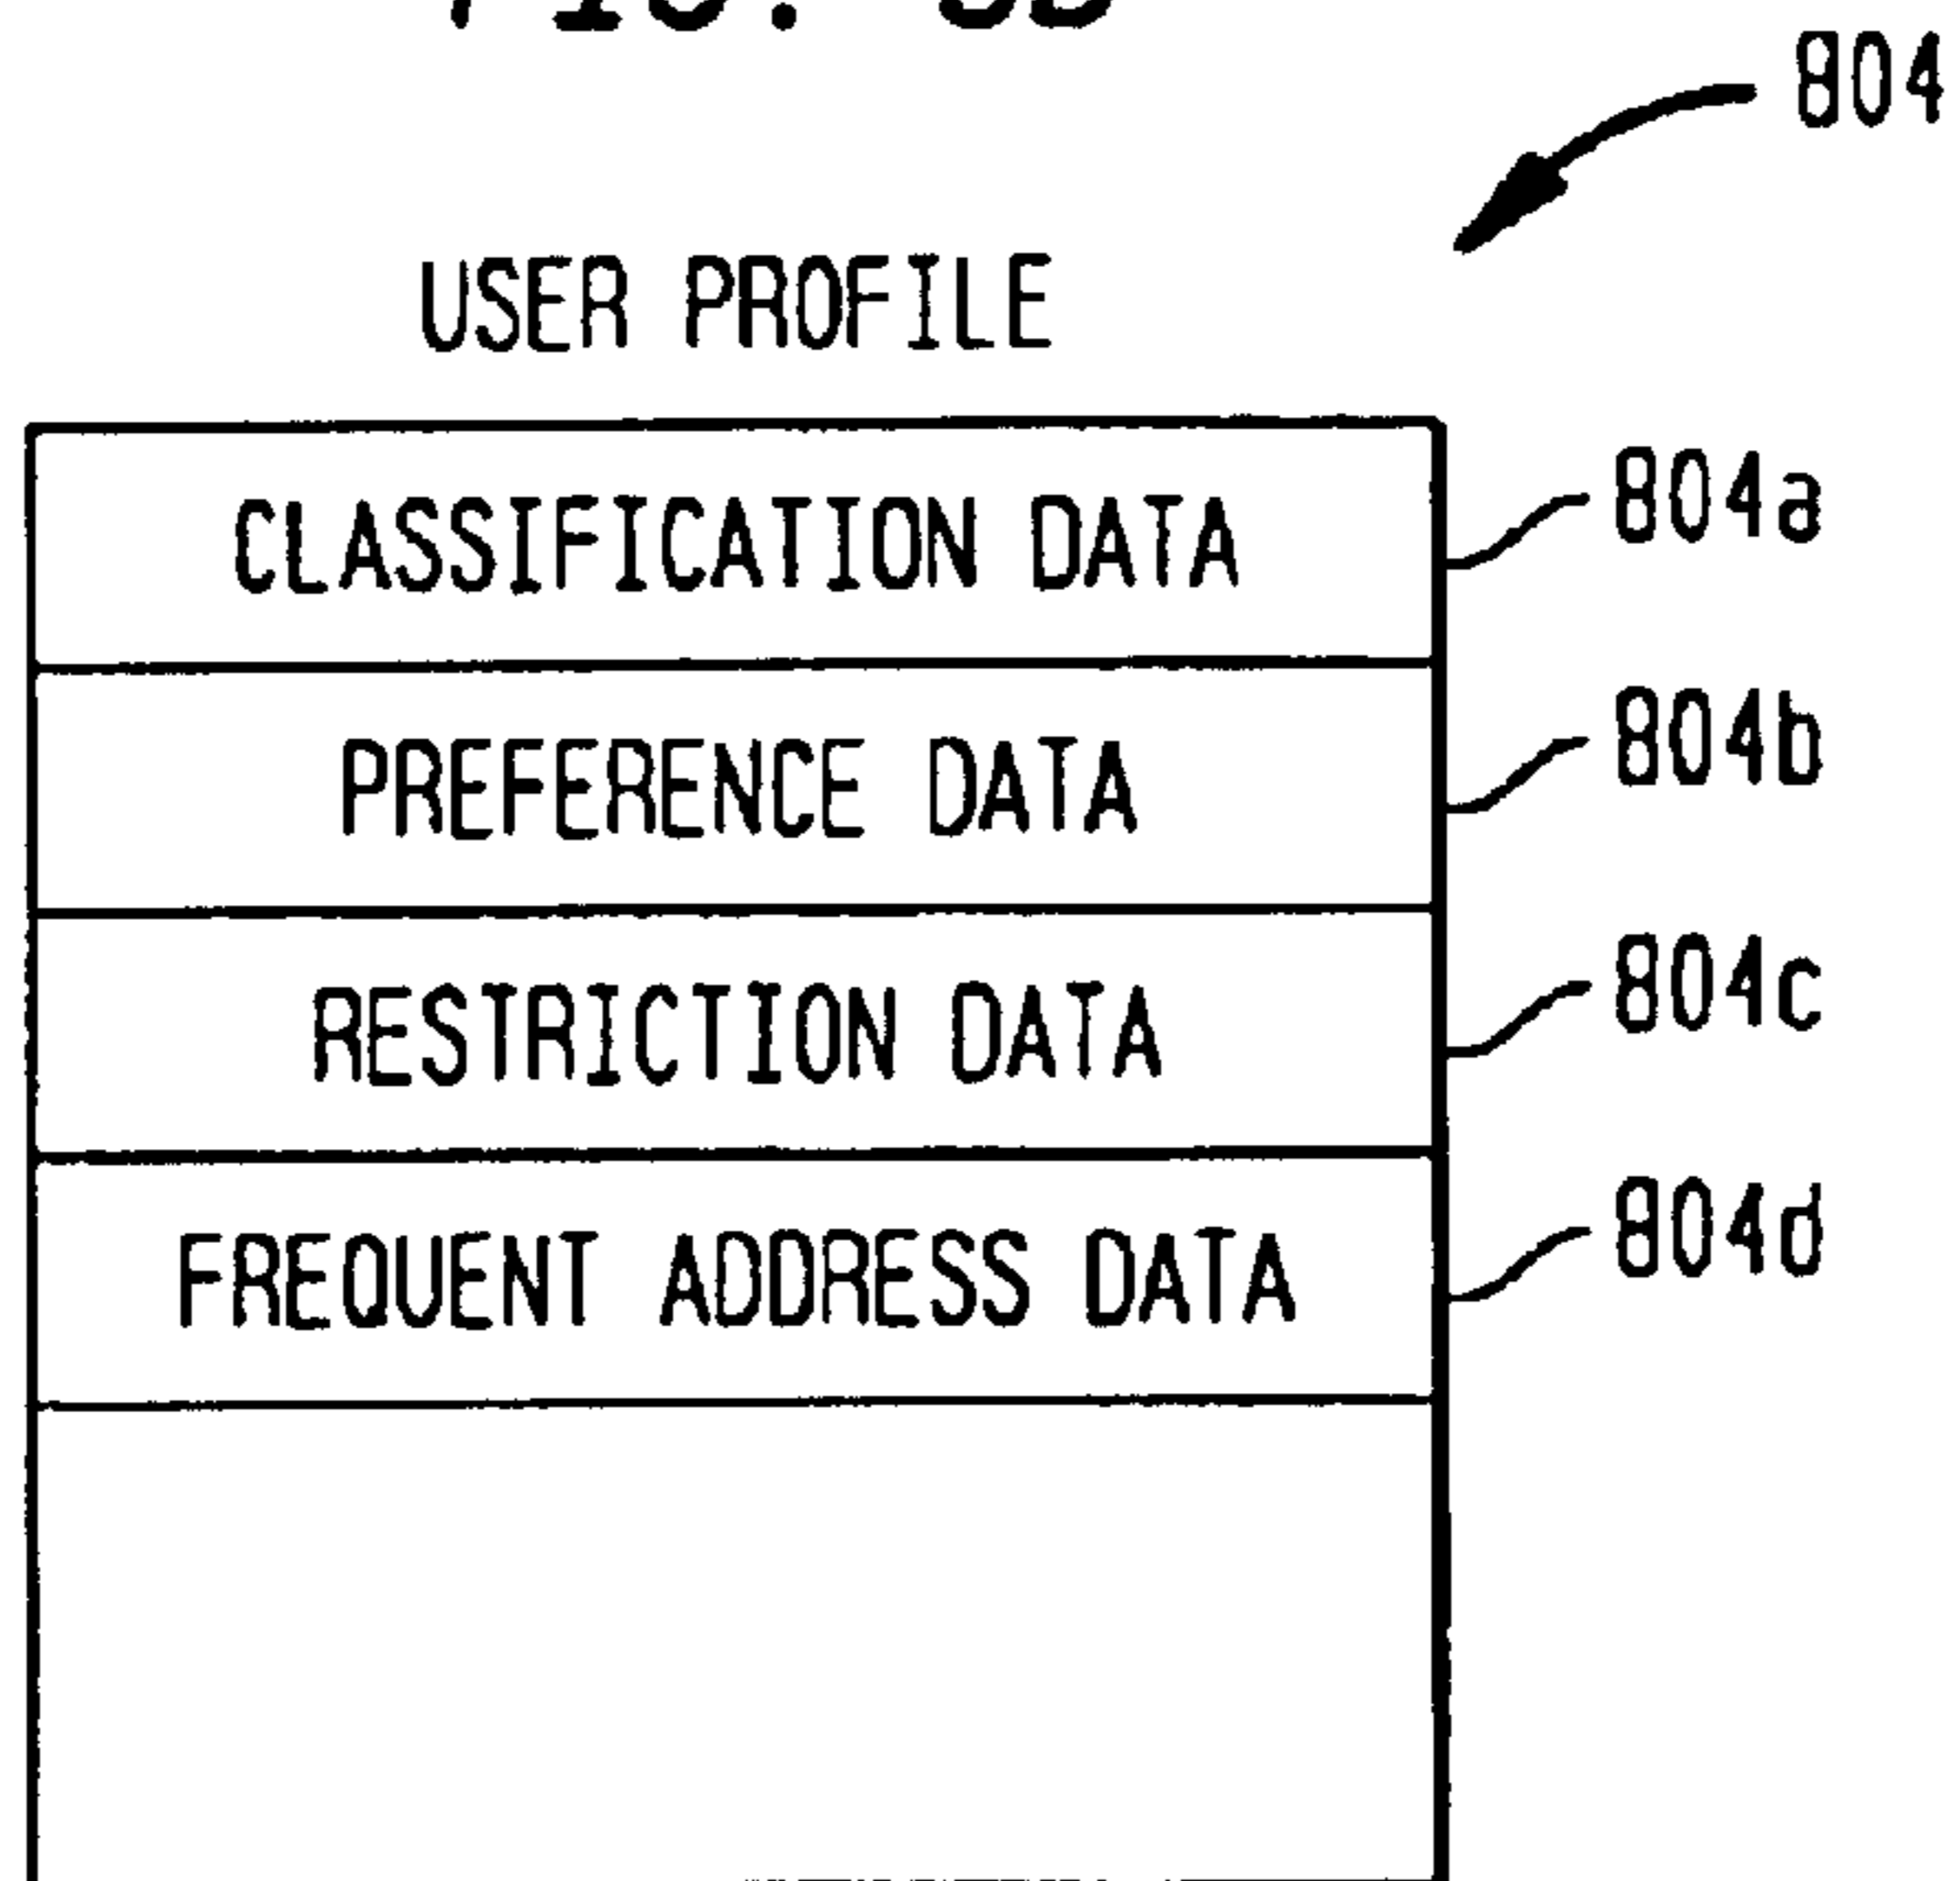 804
USER PROFILE
CLASSIFICATION DATA 804a
PREFERENCE DATA 804b
RESTRICTION DATA 804c
FREQUENT ADDRESS DATA 804d